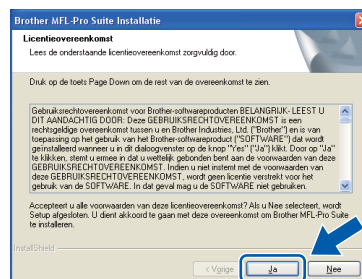 Brother MFL-Pro Suite Installatie
Licentieovereenkomst
Lees de onderstaande licentieovereenkomst zorgvuldig door.
Druk op de toets Page Down om de rest van de overeenkomst te zien.
Gebruiksrechtovereenkomst voor Brother-softwareproducten BELANGRIJK- LEEST U
DIT AANDACHTIG DOOR: Deze GEBRUIKSRECHTOVEREENKOMST is een
rechtsgeldige overeenkomst tussen u en Brother Industries, Ltd. ("Brother") en is van
toepassing op het gebruik van het Brother-softwareproduct ("SOFTWARE") dat wordt
geïnstalleerd wanneer u in dit dialoogvenster op de knop "Yes" ("Ja") klikt. Door op "Ja"
te klikken, stemt u ermee in dat u wettelijk gebonden bent aan de voorwaarden van deze
GEBRUIKSRECHTOVEREENKOMST. Indien u niet instemt met de voorwaarden van
deze GEBRUIKSRECHTOVEREENKOMST, wordt geen licentie verstrekt voor het
gebruik van de SOFTWARE. In dat geval mag u de SOFTWARE niet gebruiken.
Accepteert u alle voorwaarden van deze licentieovereenkomst? Als u Nee selecteert, wordt
Setup afgesloten. U dient akkoord te gaan met deze overeenkomst om Brother MFL-Pro Suite
te installeren.
InstallShield
< Vorige
Ja
Nee